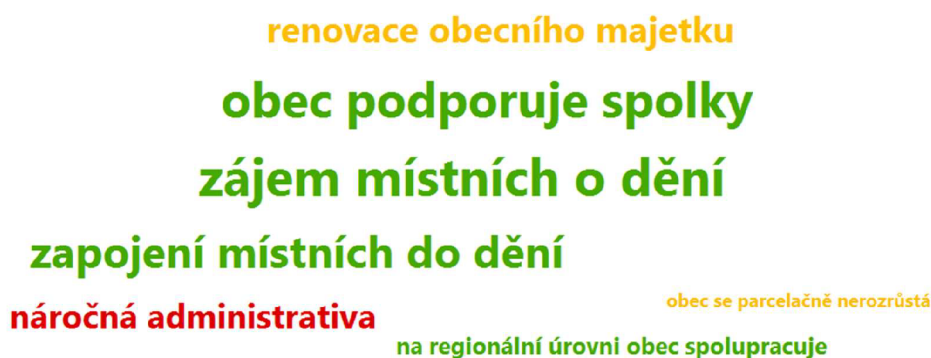 renovace obecního majetku
obec podporuje spolky
zájem místních o dění
zapojení místních do dění
obec se parcelačně nerozrůstá
náročná administrativa
na regionální úrovni obec spolupracuje